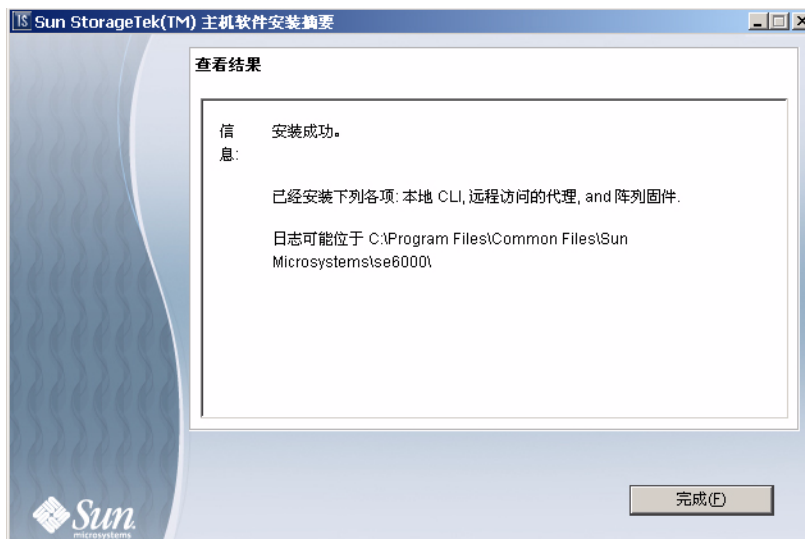 Sun StorageTek(TM) 主机软件安装摘要
查看结果
信息:
安装成功。
已经安装下列各项: 本地 CLI, 远程访问的代理, and 阵列固件.
日志可能位于 C:\Program Files\Common Files\Sun
Microsystems\se6000\
完成(F)
Sun
microsystems